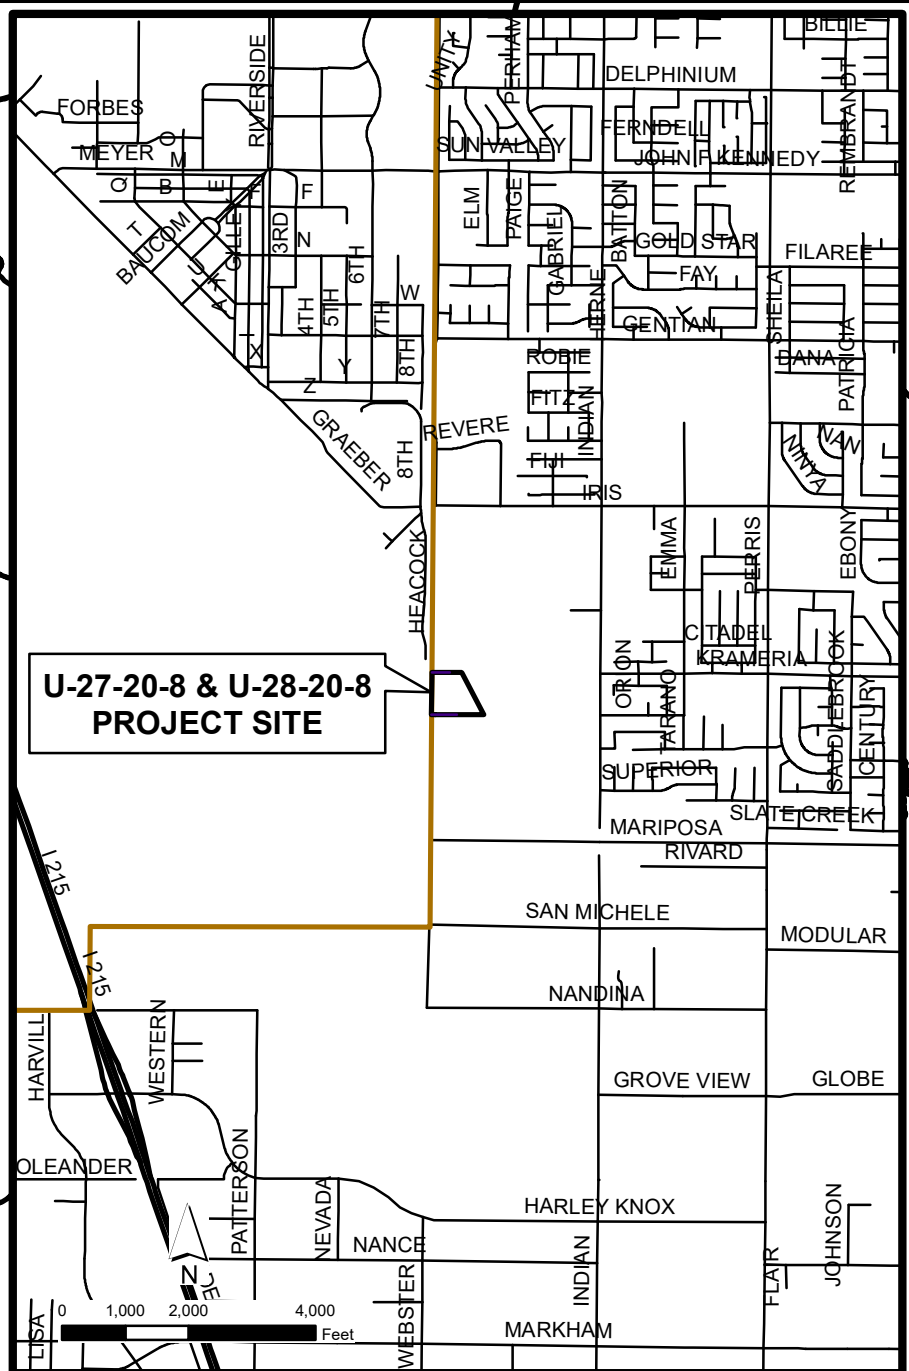 BILLIE
RIVERSIDE
UNITY
PERHAM
DELPHINIUM
REMBRANDT
FORBES
FERNDELL
O
MEYER
M
SUN VALLEY
JOHN F KENNEDY
Q
B
E
F
F
ELM
PAIGE
BATTON
GABRIEL
T
BAUCOM
3RD
N
GOLD STAR
FILAREE
U
K
6TH
FAY
SHEILA
A
4TH
5TH
7TH
W
GENTIAN
PATRICIA
I
X
Y
8TH
ROBIE
DANA
Z
FITZ
INDIAN
GRAEBER
REVERE
NAN
NINYA
8TH
FIJI
IRIS
HEACOCK
EMMA
PERRIS
EBONY
CITADEL
KRAMERIA
ORION
U-27-20-8 & U-28-20-8
PROJECT SITE
TARANO
SADDLEBROOK
CENTURY
SUPERIOR
SLATE CREEK
MARIPOSA
RIVARD
I 215
SAN MICHELE
MODULAR
I 215
NANDINA
HARVILL
WESTERN
GROVE VIEW
GLOBE
OLEANDER
PATTERSON
NEVADA
HARLEY KNOX
JOHNSON
NANCE
INDIAN
FLAIR
N
WEBSTER
LISA
0 1,000 2,000 4,000
Feet
MARKHAM